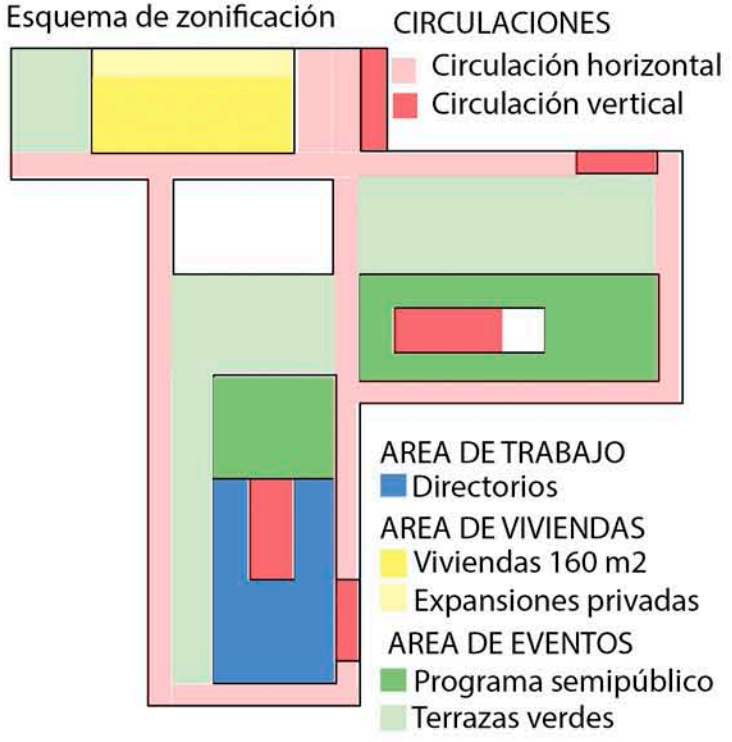 Esquema de zonificación
CIRCULACIONES
Circulación horizontal
Circulación vertical
AREA DE TRABAJO
Directorios
AREA DE VIVIENDAS
Viviendas 160 m2
Expansiones privadas
AREA DE EVENTOS
Programa semipúblico
Terrazas verdes